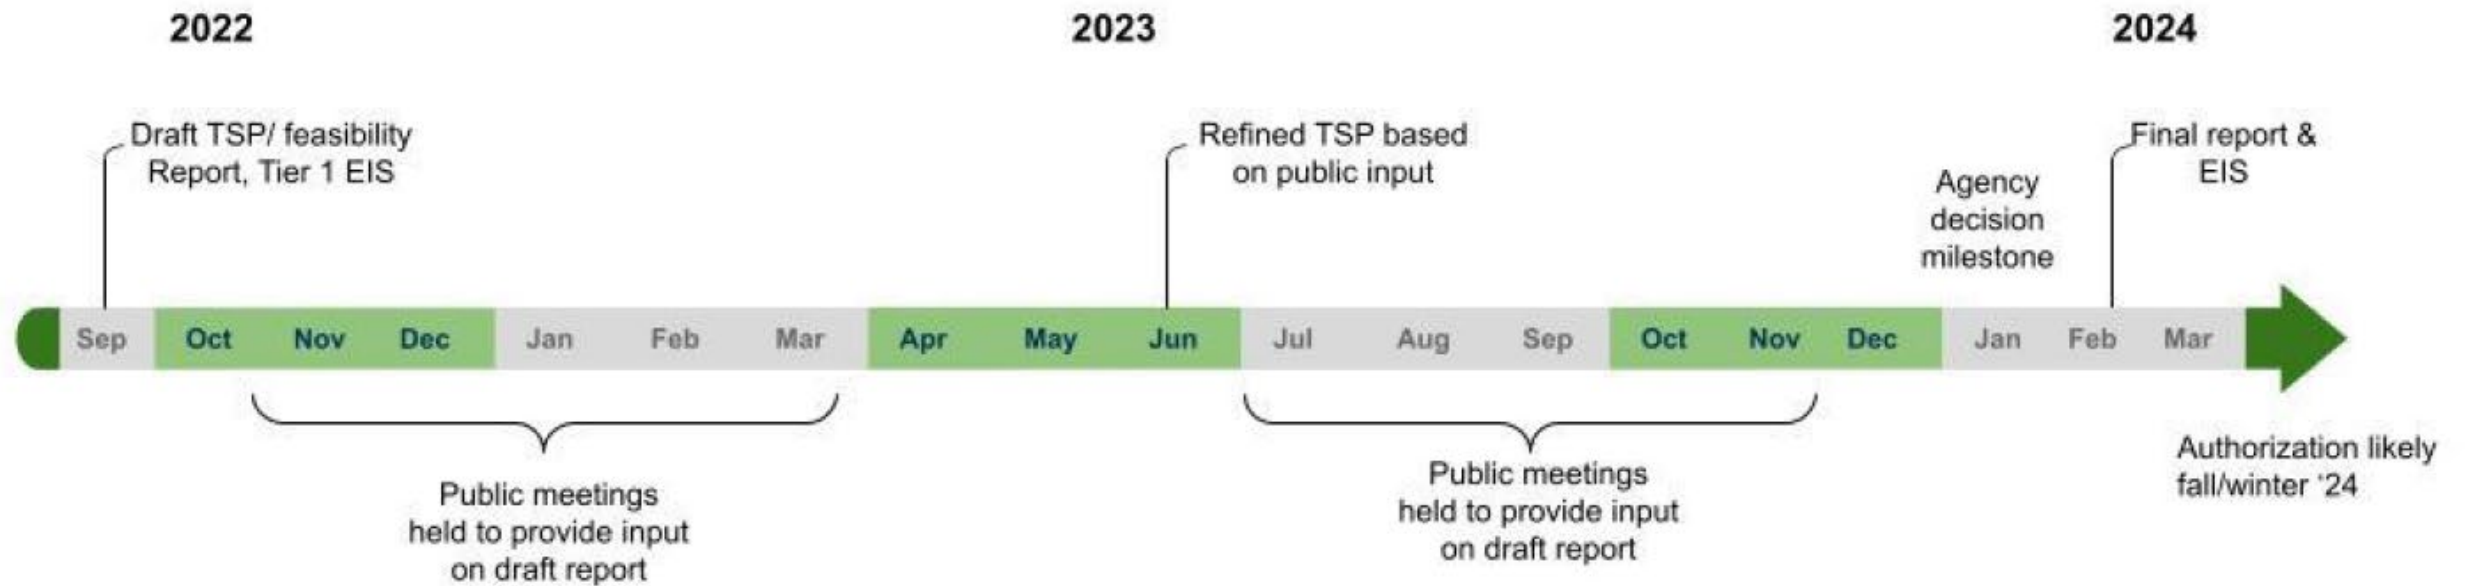 2022 2023 2024
Draft TSP/ feasibility
Report, Tier 1 EIS
Refined TSP based
on public input
Agency
decision
milestone
Final report &
EIS
Sep Oct Nov Dec Jan Feb Mar Apr May Jun Jul Aug Sep Oct Nov Dec Jan Feb Mar
Public meetings
held to provide input
on draft report
Public meetings
held to provide input
on draft report
Authorization likely
fall/winter ‘24